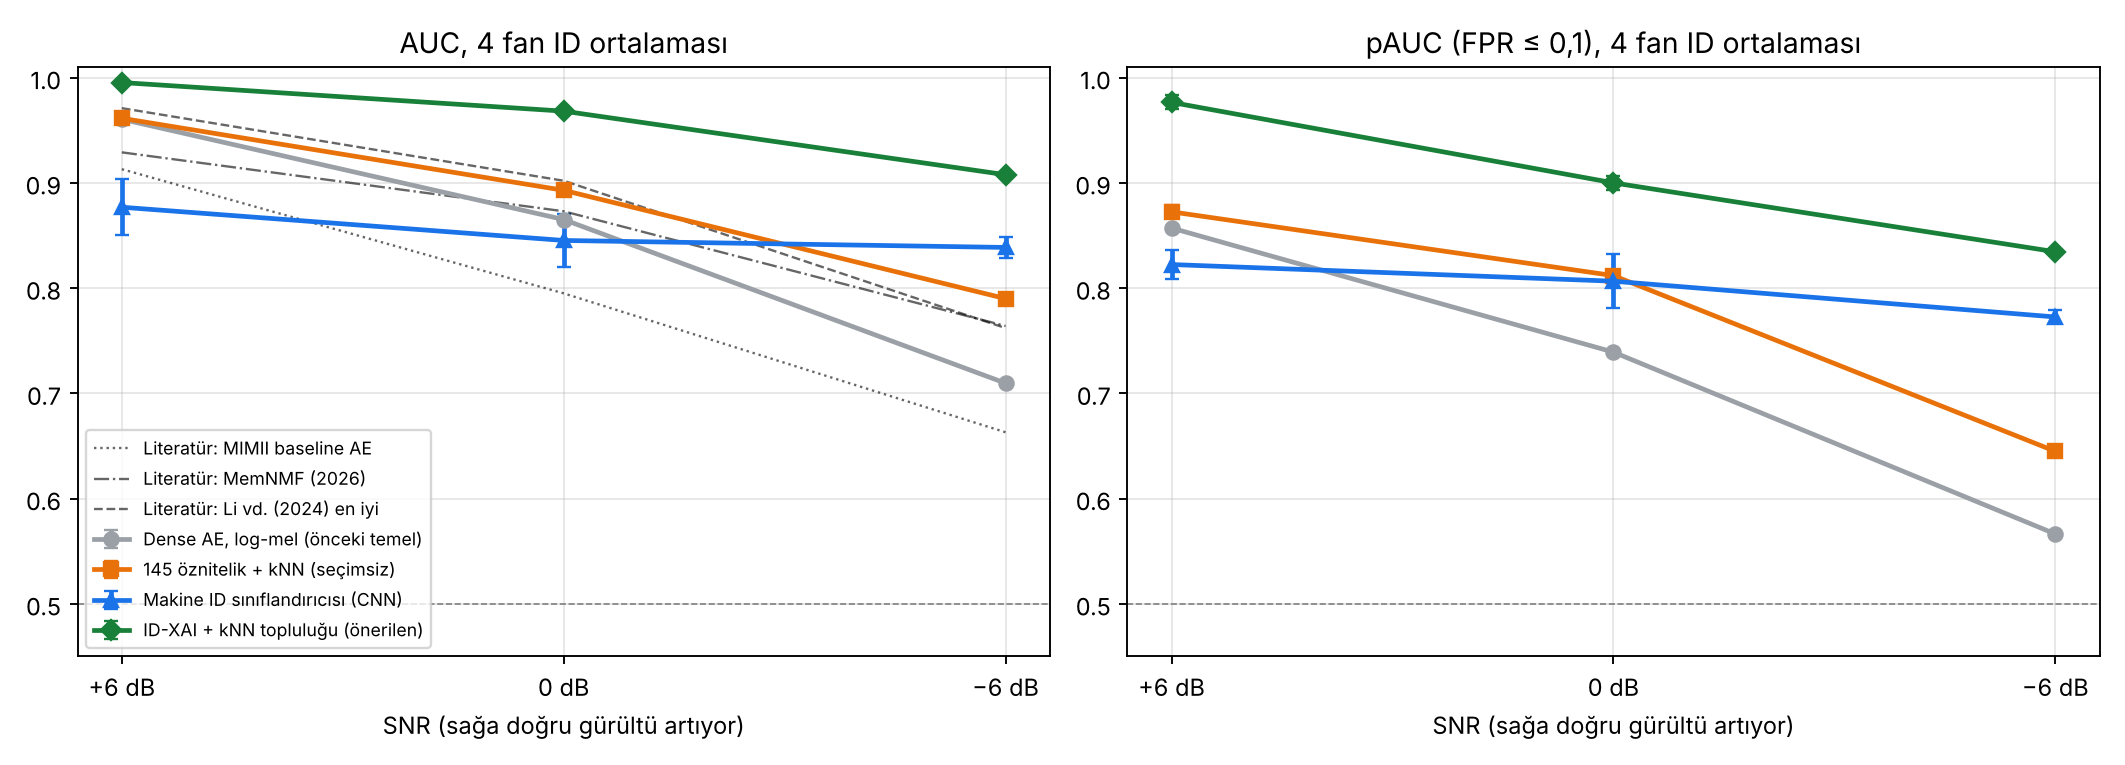 AUC, 4 fan ID ortalaması
1.0
0.9
0.8
0.7
0.6
0.5
Literatür: MIMII baseline AE
Literatür: MemNMF (2026)
Literatür: Li vd. (2024) en iyi
Dense AE, log-mel (önceki temel)
145 öznitelik + kNN (seçimsiz)
Makine ID sınıflandırıcısı (CNN)
ID-XAI + kNN topluluğu (önerilen)
+6 dB
0 dB
−6 dB
SNR (sağa doğru gürültü artıyor)
pAUC (FPR ≤ 0,1), 4 fan ID ortalaması
1.0
0.9
0.8
0.7
0.6
0.5
+6 dB
0 dB
−6 dB
SNR (sağa doğru gürültü artıyor)